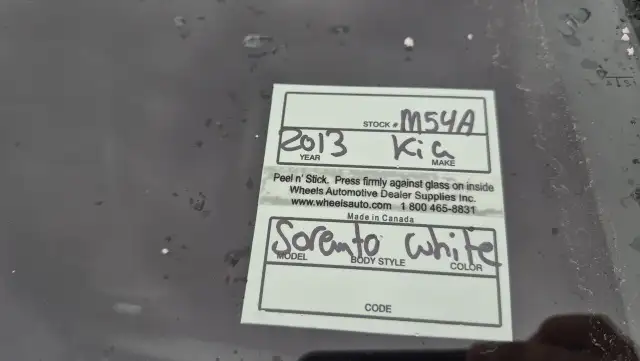 STOCK # M54A
2013 Kia
YEAR MAKE
Peel n' Stick. Press firmly against glass on inside
Wheels Automotive Dealer Supplies Inc.
www.wheelsauto.com 1 800 465-8831
Made in Canada
Sorento white
MODEL BODY STYLE COLOR
CODE